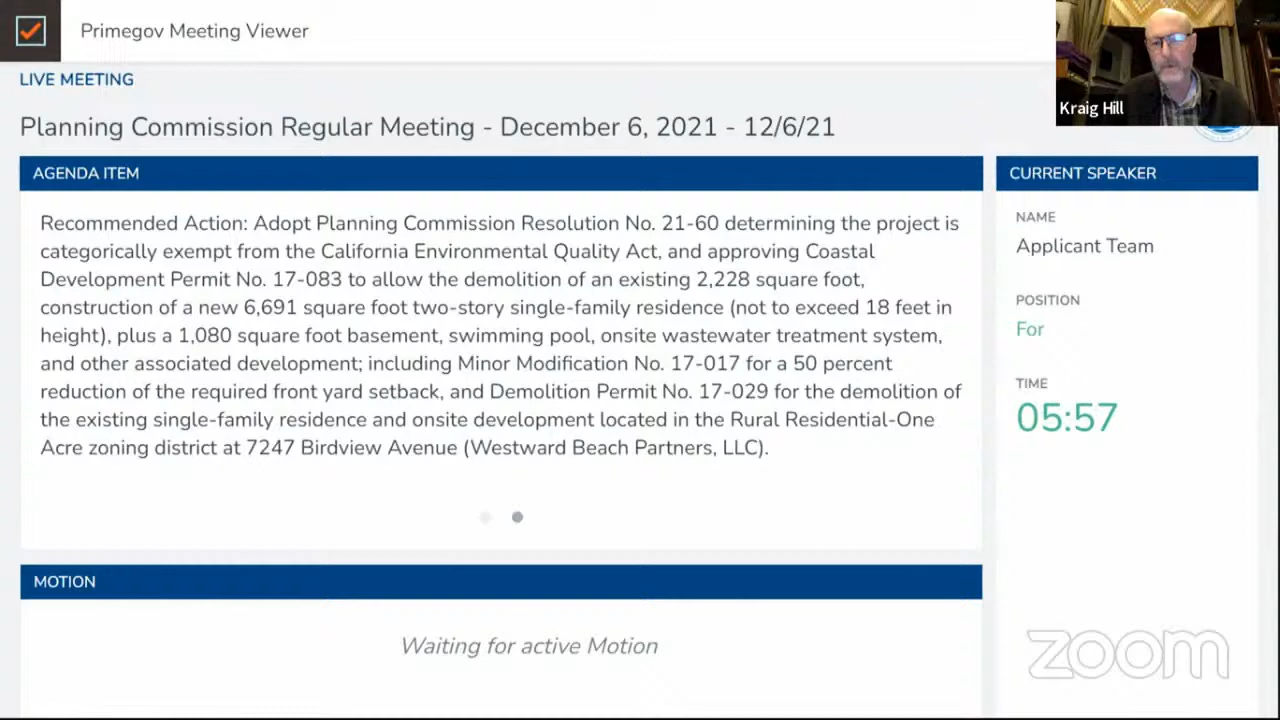 Primegov Meeting Viewer
Kraig Hill
LIVE MEETING
Planning Commission Regular Meeting - December 6, 2021 - 12/6/21
AGENDA ITEM
Recommended Action: Adopt Planning Commission Resolution No. 21-60 determining the project is
categorically exempt from the California Environmental Quality Act, and approving Coastal
Development Permit No. 17-083 to allow the demolition of an existing 2,228 square foot,
construction of a new 6,691 square foot two-story single-family residence (not to exceed 18 feet in
height), plus a 1,080 square foot basement, swimming pool, onsite wastewater treatment system,
and other associated development; including Minor Modification No. 17-017 for a 50 percent
reduction of the required front yard setback, and Demolition Permit No. 17-029 for the demolition of
the existing single-family residence and onsite development located in the Rural Residential-One
Acre zoning district at 7247 Birdview Avenue (Westward Beach Partners, LLC).
CURRENT SPEAKER
NAME
Applicant Team
POSITION
For
TIME
05:57
MOTION
Waiting for active Motion
zoom